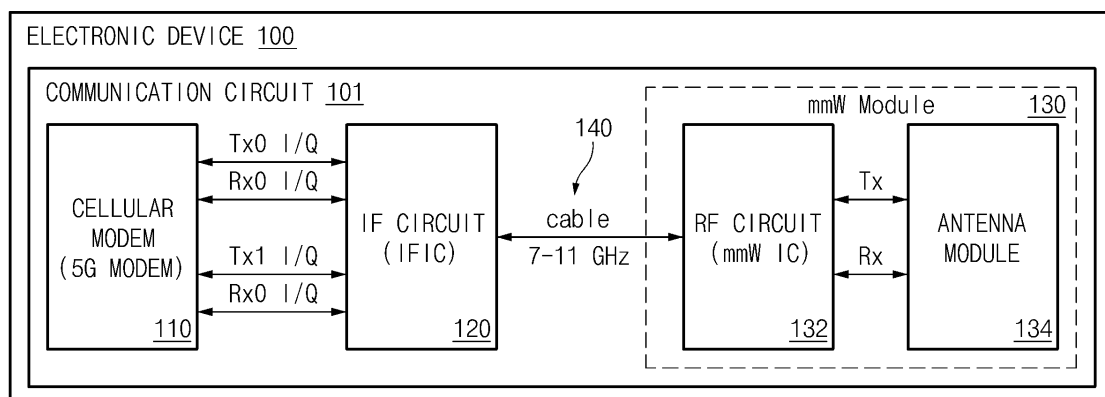 ELECTRONIC DEVICE 100
COMMUNICATION CIRCUIT 101
mmW Module 130
140
CELLULAR
MODEM
(5G MODEM)
110
Tx0 I/Q
Rx0 I/Q
Tx1 I/Q
Rx0 I/Q
IF CIRCUIT
(IFIC)
120
cable
7-11 GHz
RF CIRCUIT
(mmW IC)
132
Tx
Rx
ANTENNA
MODULE
134